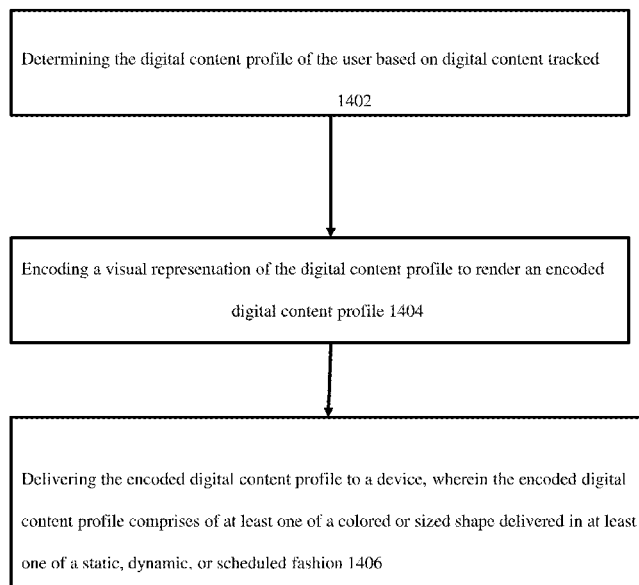 Determining the digital content profile of the user based on digital content tracked
1402
Encoding a visual representation of the digital content profile to render an encoded
digital content profile 1404
Delivering the encoded digital content profile to a device, wherein the encoded digital
content profile comprises of at least one of a colored or sized shape delivered in at least
one of a static, dynamic, or scheduled fashion 1406